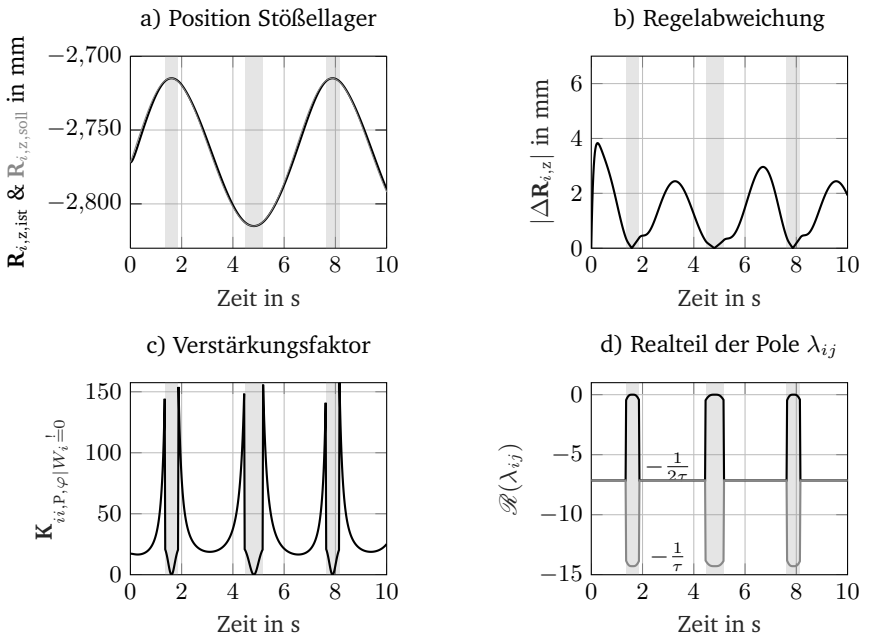 a) Position Stößellager
R_{i,z,ist} & R_{i,z,soll} in mm
−2,700
−2,750
−2,800
0 2 4 6 8 10
Zeit in s
b) Regelabweichung
|ΔR_{i,z}| in mm
6
4
2
0
0 2 4 6 8 10
Zeit in s
c) Verstärkungsfaktor
K_{ii,P,φ|W_i \overset{!}{=} 0}
150
100
50
0
0 2 4 6 8 10
Zeit in s
d) Realteil der Pole λ_{ij}
ℛ(λ_{ij})
0
−5
−10
−15
−\frac{1}{2τ}
−\frac{1}{τ}
0 2 4 6 8 10
Zeit in s